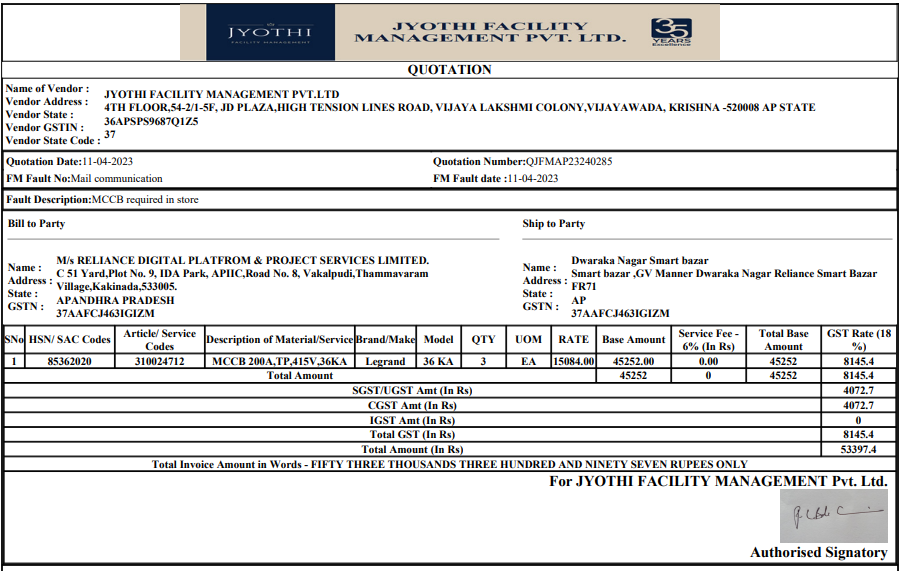 JYOTHI
FACILITY MANAGEMENT
JYOTHI FACILITY
MANAGEMENT PVT. LTD.
35
YEARS
Excellence
QUOTATION
Name of Vendor : JYOTHI FACILITY MANAGEMENT PVT.LTD
Vendor Address : 4TH FLOOR,54-2/1-5F, JD PLAZA,HIGH TENSION LINES ROAD, VIJAYA LAKSHMI COLONY,VIJAYAWADA, KRISHNA -520008 AP STATE
Vendor State :
Vendor GSTIN : 36APSPS9687Q1Z5
Vendor State Code : 37
Quotation Date:11-04-2023 Quotation Number:QJFMAP23240285
FM Fault No:Mail communication FM Fault date :11-04-2023
Fault Description:MCCB required in store
Bill to Party
Name : M/s RELIANCE DIGITAL PLATFROM & PROJECT SERVICES LIMITED.
Address : C 51 Yard,Plot No. 9, IDA Park, APIIC,Road No. 8, Vakalpudi,Thammavaram
Village,Kakinada,533005.
State : APANDHRA PRADESH
GSTN : 37AAFCJ463IGIZM
Ship to Party
Name : Dwaraka Nagar Smart bazar
Address : Smart bazar ,GV Manner Dwaraka Nagar Reliance Smart Bazar
FR71
State : AP
GSTN : 37AAFCJ463IGIZM
SNo HSN/ SAC Codes Article/ Service Codes Description of Material/Service Brand/Make Model QTY UOM RATE Base Amount Service Fee - 6% (In Rs) Total Base Amount GST Rate (18 %)
1 85362020 310024712 MCCB 200A,TP,415V,36KA Legrand 36 KA 3 EA 15084.00 45252.00 0.00 45252 8145.4
Total Amount 45252 0 45252 8145.4
SGST/UGST Amt (In Rs) 4072.7
CGST Amt (In Rs) 4072.7
IGST Amt (In Rs) 0
Total GST (In Rs) 8145.4
Total Amount (In Rs) 53397.4
Total Invoice Amount in Words - FIFTY THREE THOUSANDS THREE HUNDRED AND NINETY SEVEN RUPEES ONLY
For JYOTHI FACILITY MANAGEMENT Pvt. Ltd.
Authorised Signatory